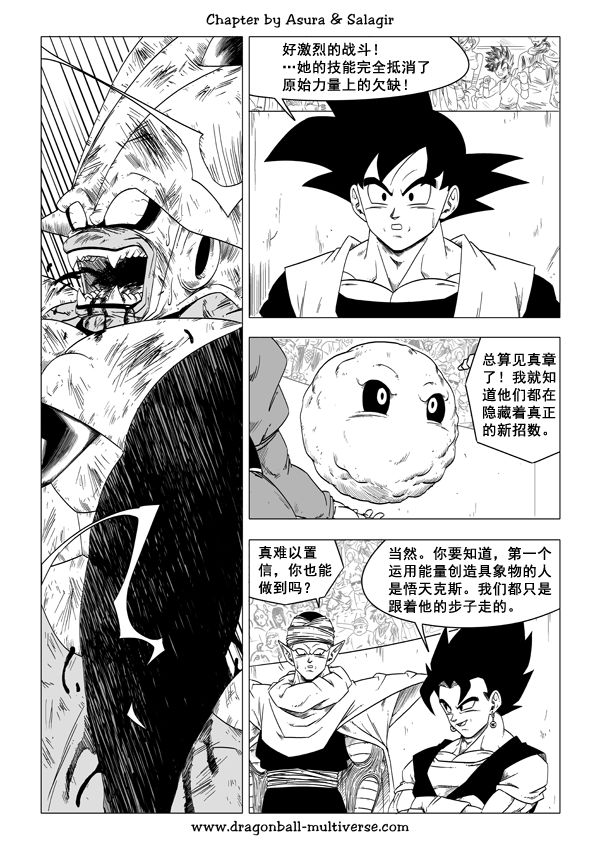 Chapter by Asura & Salagir
好激烈的战斗！
…她的技能完全抵消了
原始力量上的欠缺！
总算见真章
了！我就知
道他们都在
隐藏着真正
的新招数。
真难以置
信，你也能
做到吗？
当然。你要知道，第一个
运用能量创造具象物的人
是悟天克斯。我们都只是
跟着他的步子走的。
www.dragonball-multiverse.com